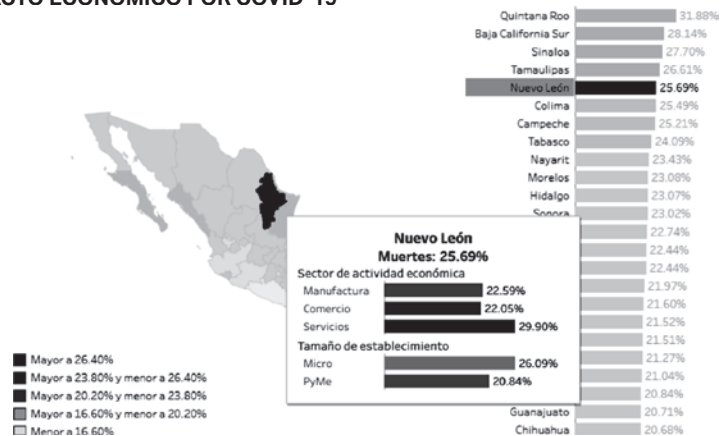 Quintana Roo 31.88%
Baja California Sur 28.14%
Sinaloa 27.70%
Tamaulipas 26.61%
Nuevo León 25.69%
Colima 25.49%
Campeche 25.21%
Tabasco 24.09%
Nayarit 23.43%
Morelos 23.08%
Hidalgo 23.07%
Sonora 23.02%
22.74%
22.44%
22.44%
21.97%
21.60%
21.52%
21.51%
21.27%
21.04%
20.84%
Guanajuato 20.71%
Chihuahua 20.68%
Nuevo León
Muertes: 25.69%
Sector de actividad económica
Manufactura 22.59%
Comercio 22.05%
Servicios 29.90%
Tamaño de establecimiento
Micro 26.09%
PyMe 20.84%
Mayor a 26.40%
Mayor a 23.80% y menor a 26.40%
Mayor a 20.20% y menor a 23.80%
Mayor a 16.60% y menor a 20.20%
Menor a 16.60%